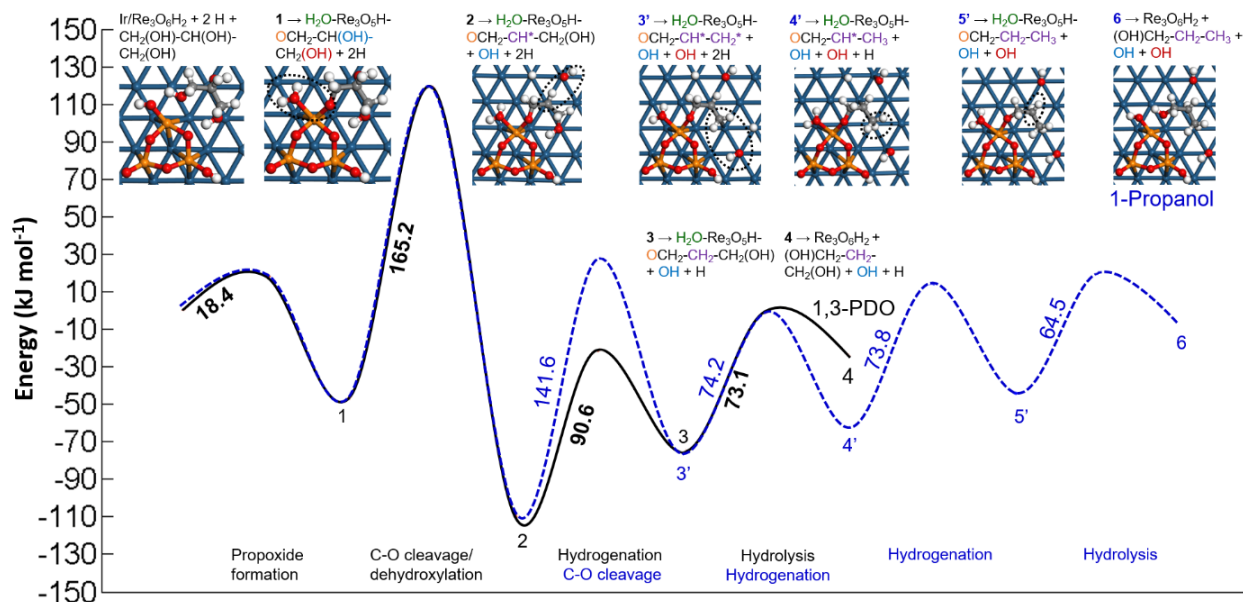 Ir/Re3O6H2 + 2 H +
CH2(OH)-CH(OH)-
CH2(OH)
1 → H2O-Re3O5H-
OCH2-CH(OH)-
CH2(OH) + 2H
2 → H2O-Re3O5H-
OCH2-CH*-CH2(OH)
+ OH + 2H
3’ → H2O-Re3O5H-
OCH2-CH*-CH2* +
OH + OH + 2H
4’ → H2O-Re3O5H-
OCH2-CH*-CH3 +
OH + OH + H
5’ → H2O-Re3O5H-
OCH2-CH2-CH3 +
OH + OH
6 → Re3O6H2 +
(OH)CH2-CH2-CH3 +
OH + OH
1-Propanol
3 → H2O-Re3O5H-
OCH2-CH2-CH2(OH)
+ OH + H
4 → Re3O6H2 +
(OH)CH2-CH2-
CH2(OH) + OH + H
Energy (kJ mol-1)
150
130
110
90
70
50
30
10
-10
-30
-50
-70
-90
-110
-130
-150
18.4
165.2
141.6
90.6
74.2
73.1
1,3-PDO
73.8
64.5
1
2
3
3’
4
4’
5’
6
Propoxide
formation
C-O cleavage/
dehydroxylation
Hydrogenation
C-O cleavage
Hydrolysis
Hydrogenation
Hydrogenation
Hydrolysis